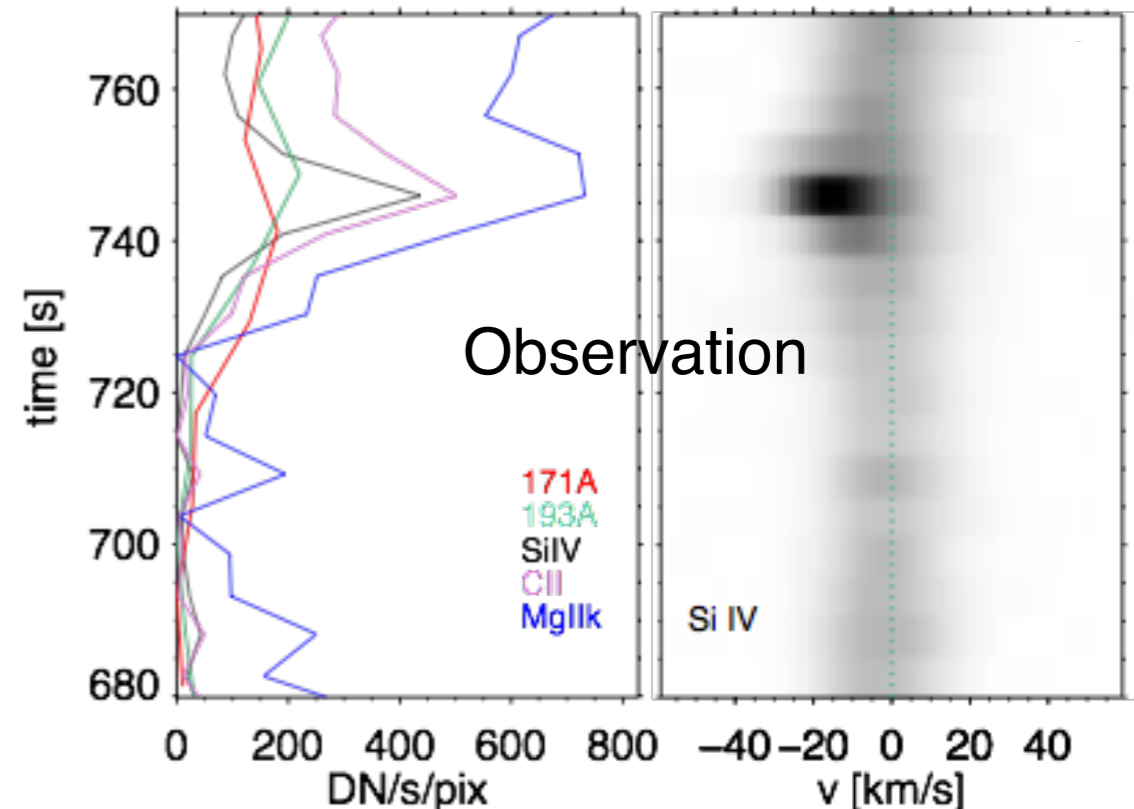 time [s]
760
740
720
700
680
0 200 400 600 800
DN/s/pix
Observation
171A
193A
SiIV
CII
MgIIk
Si IV
−40 −20 0 20 40
v [km/s]